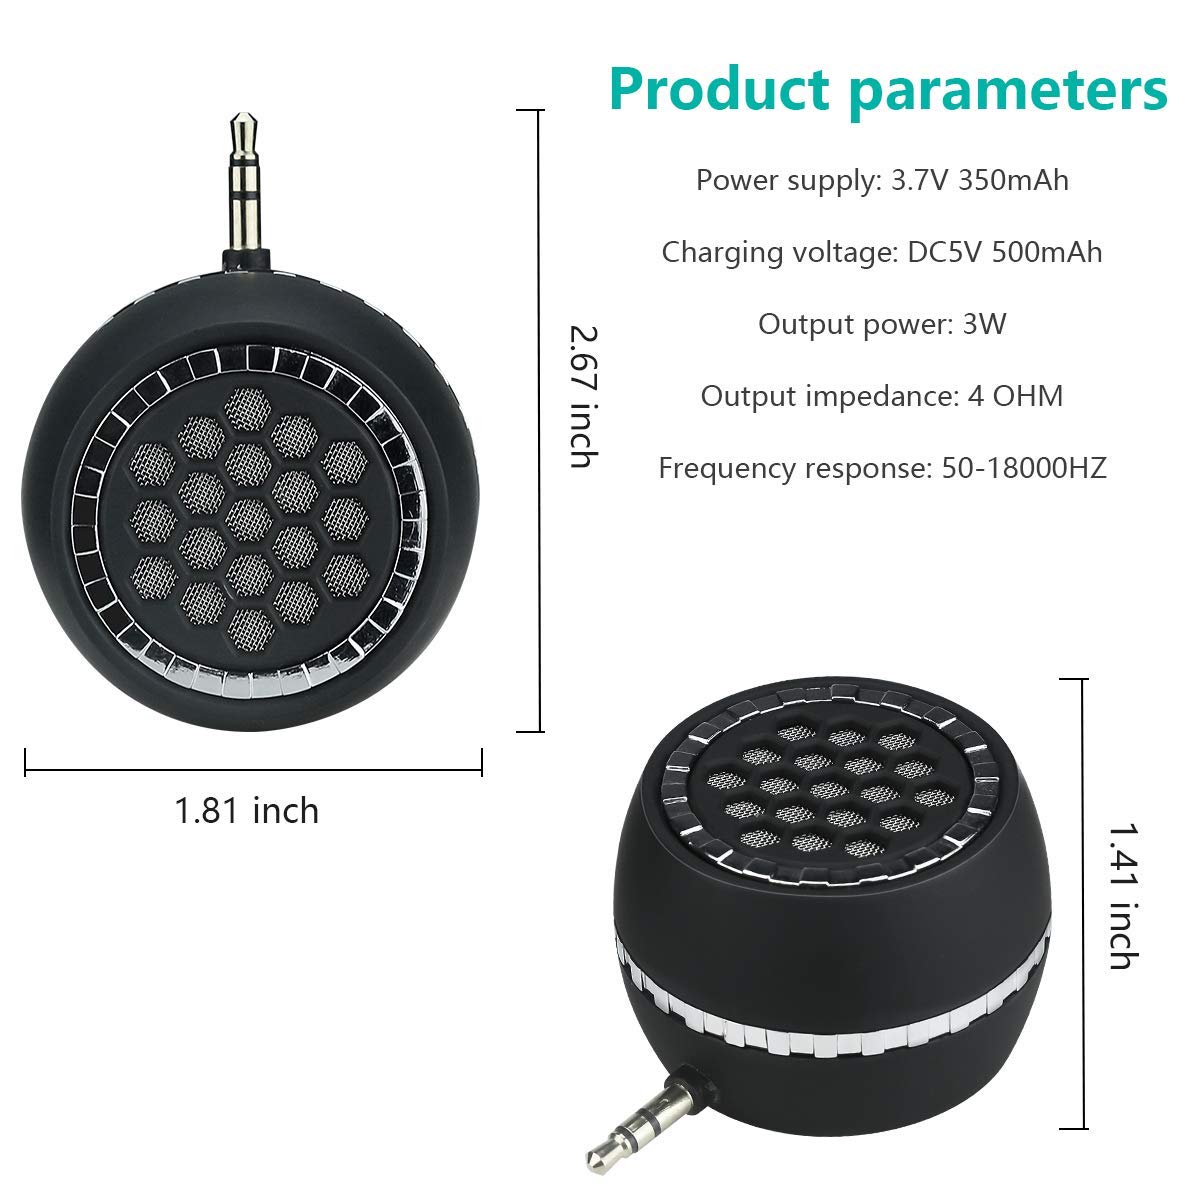 Product parameters
Power supply: 3.7V 350mAh
Charging voltage: DC5V 500mAh
Output power: 3W
Output impedance: 4 OHM
Frequency response: 50-18000HZ
2.67 inch
1.81 inch
1.41 inch